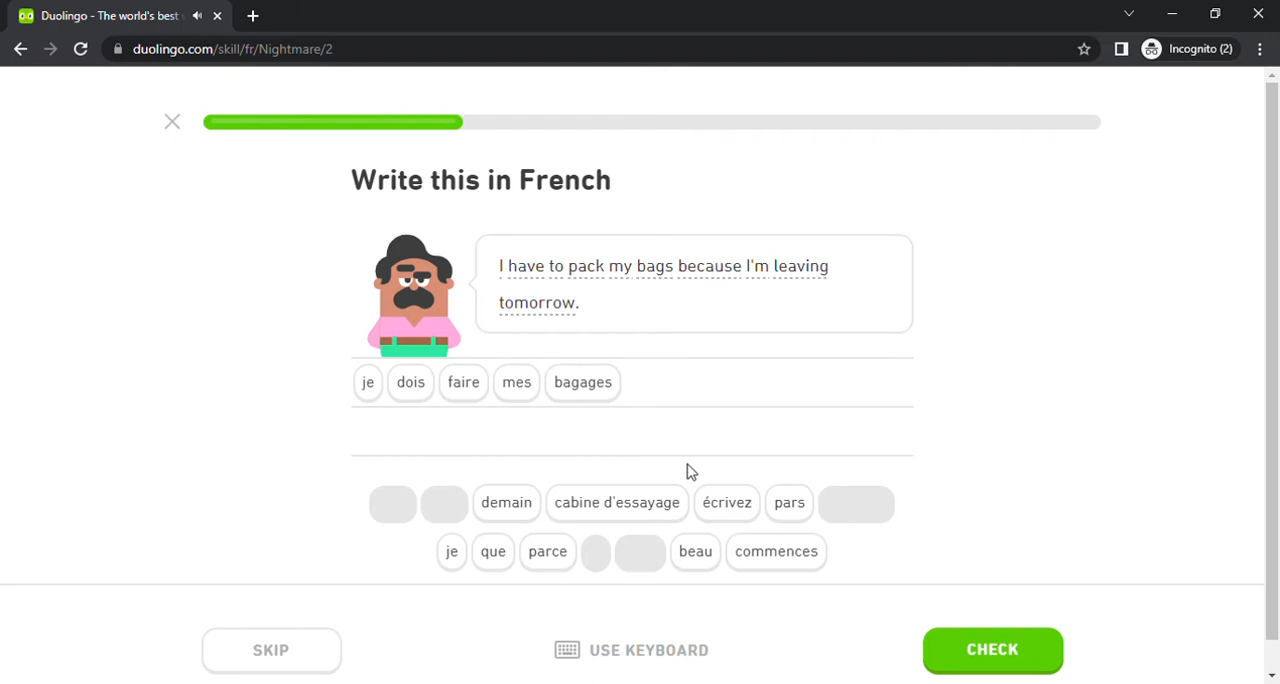 Duolingo - The world's best
duolingo.com/skill/fr/Nightmare/2
Incognito (2)
Write this in French
I have to pack my bags because I'm leaving
tomorrow.
je dois faire mes bagages
demain cabine d'essayage écrivez pars
je que parce beau commences
SKIP
USE KEYBOARD
CHECK